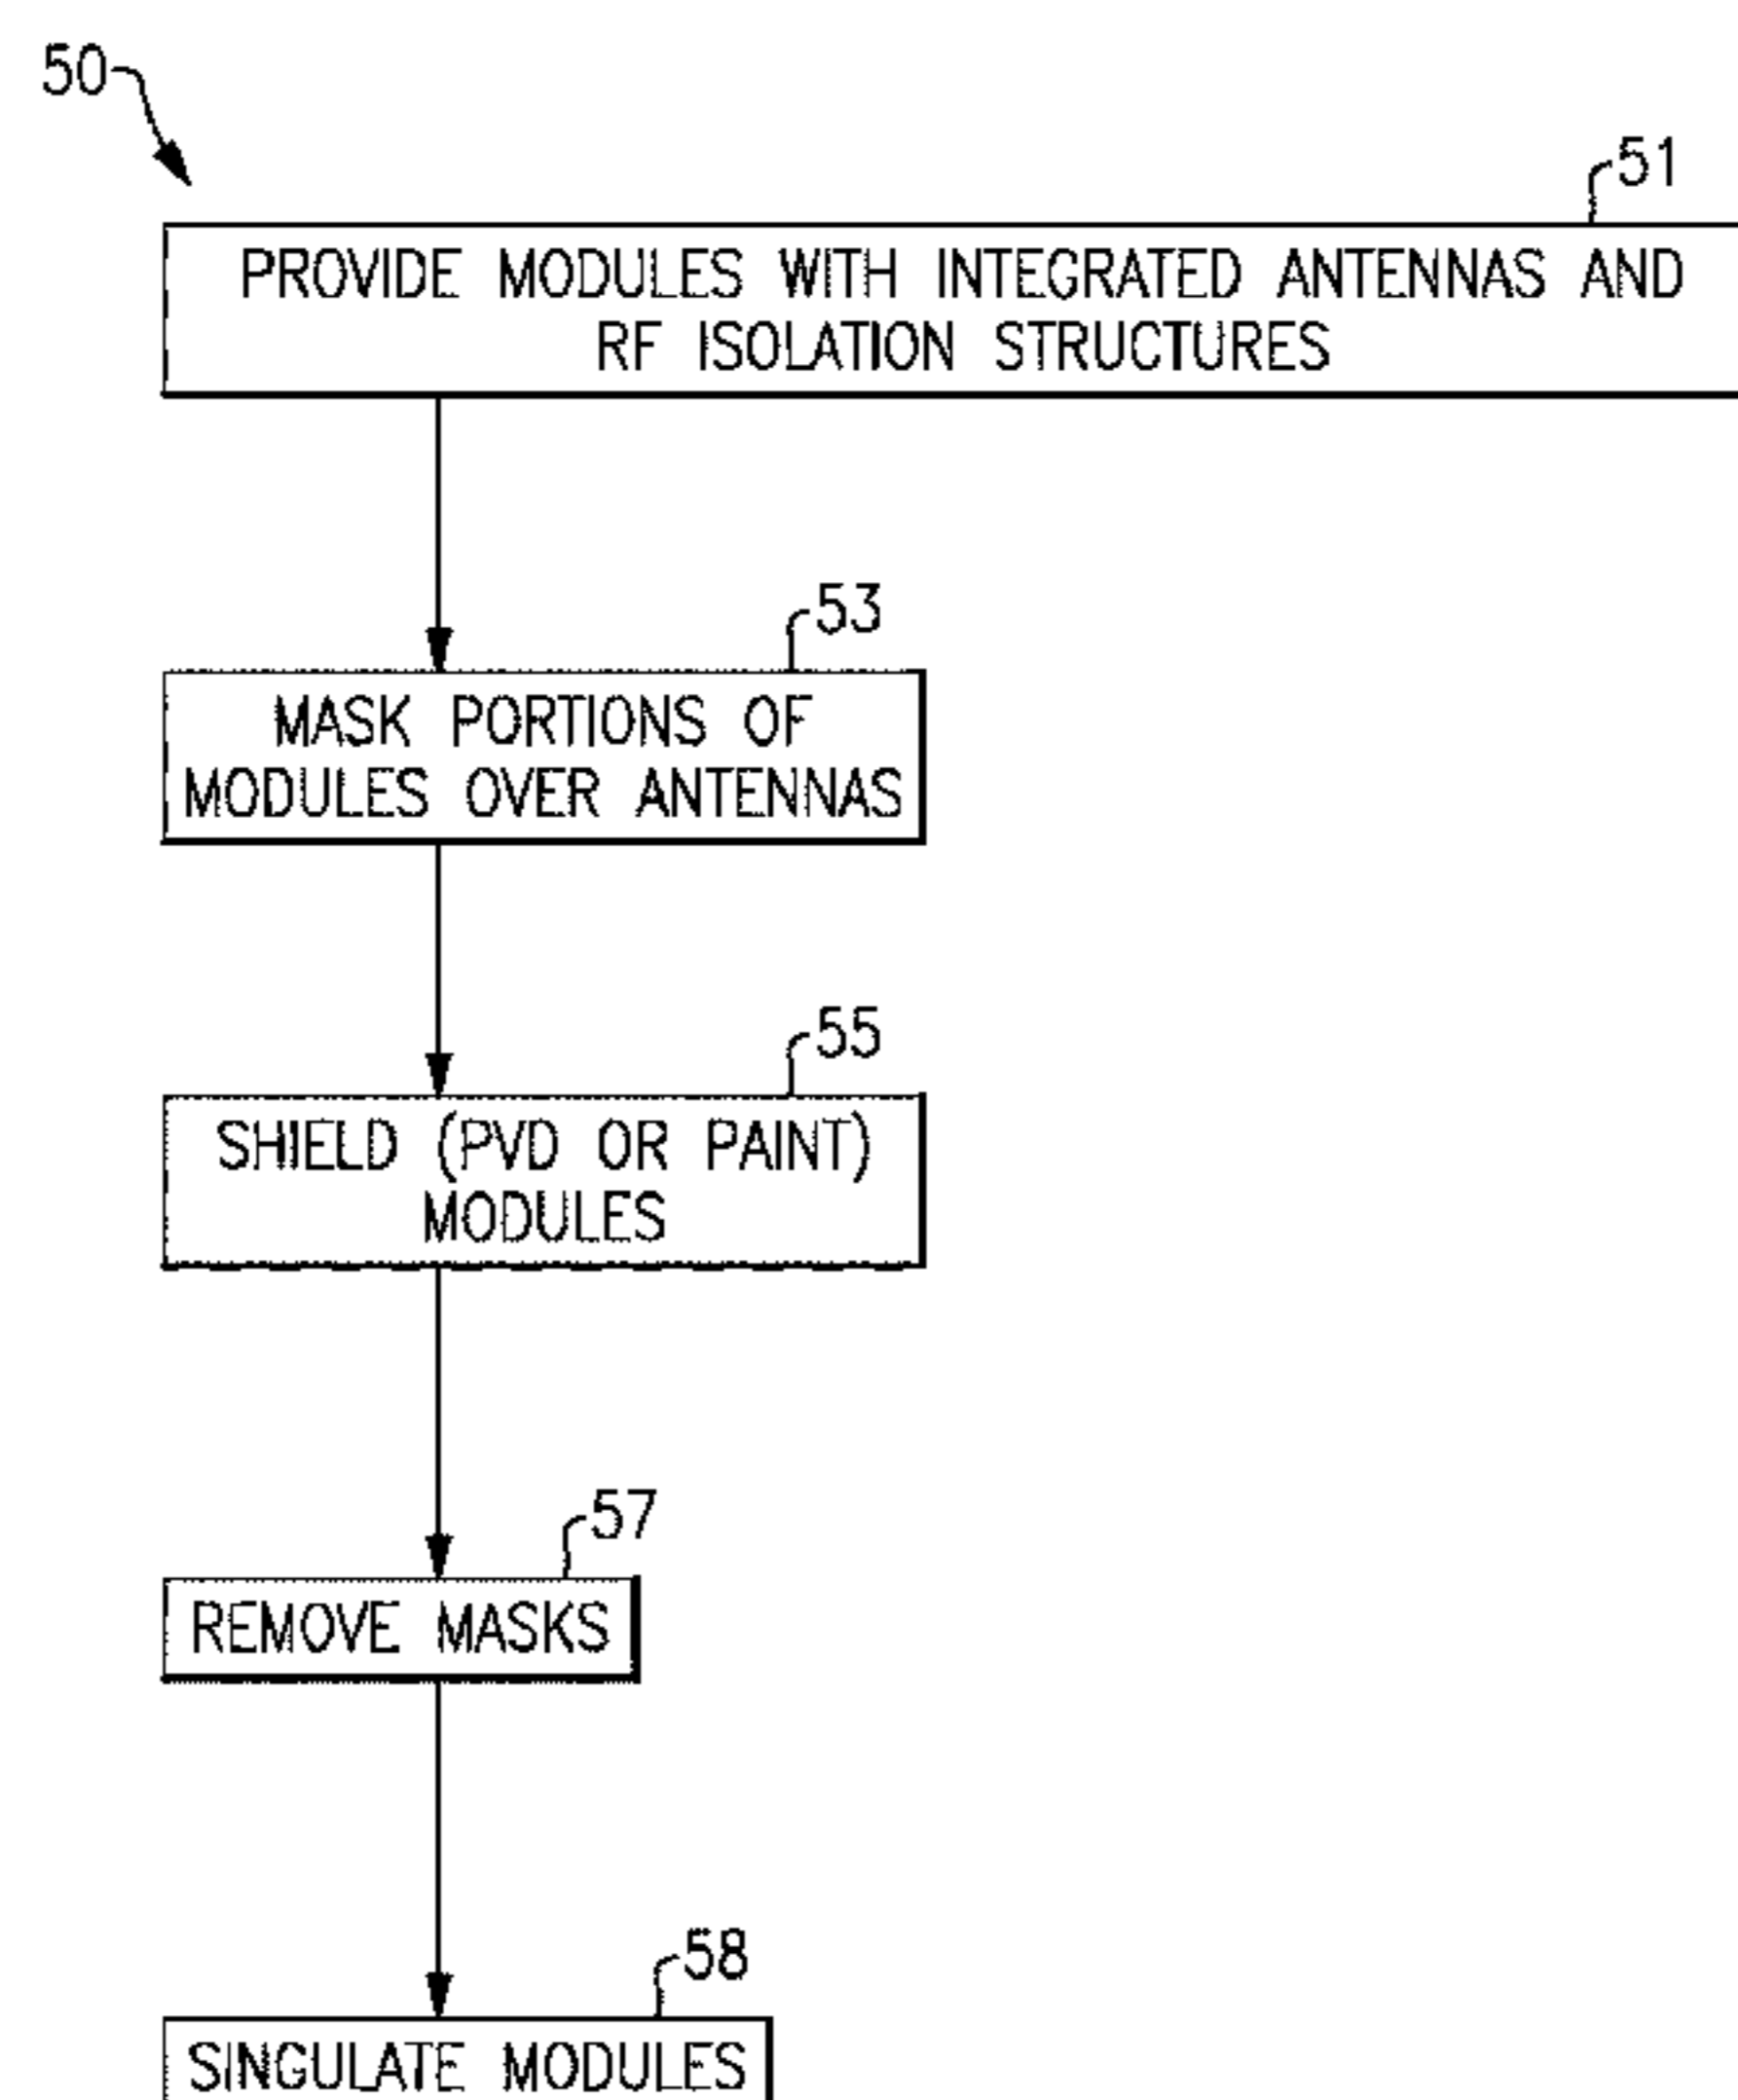 50
51
PROVIDE MODULES WITH INTEGRATED ANTENNAS AND
RF ISOLATION STRUCTURES
53
MASK PORTIONS OF
MODULES OVER ANTENNAS
55
SHIELD (PVD OR PAINT)
MODULES
57
REMOVE MASKS
58
SINGULATE MODULES